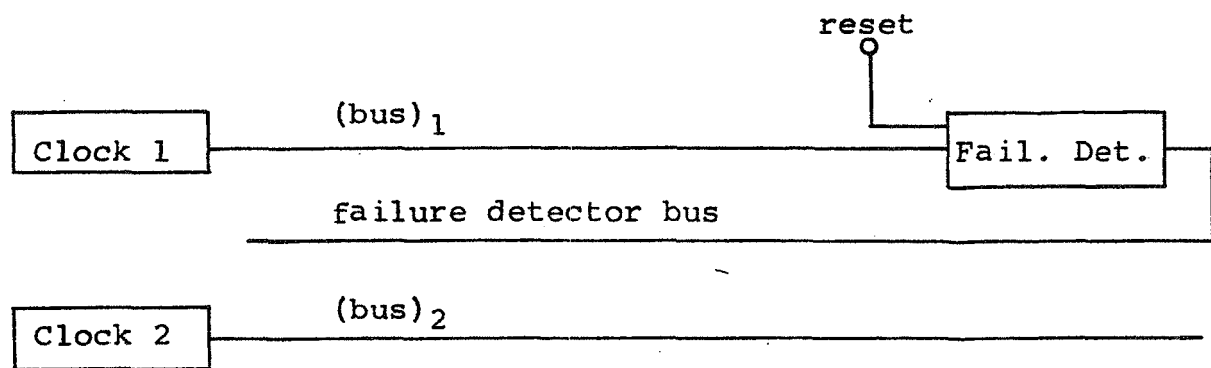 reset
(bus)1
Clock 1
Fail. Det.
failure detector bus
(bus)2
Clock 2